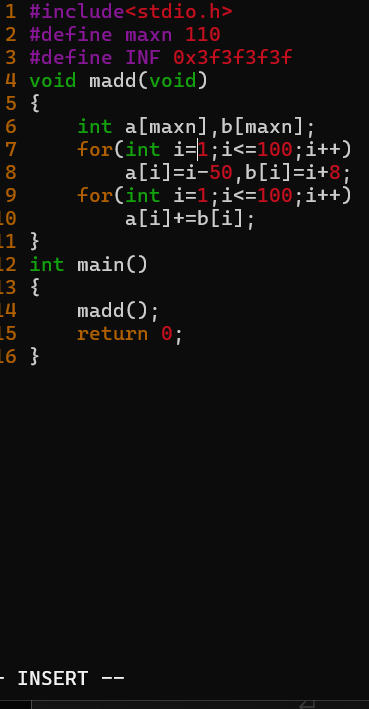 1 #include<stdio.h>
2 #define maxn 110
3 #define INF 0x3f3f3f3f
4 void madd(void)
5 {
6     int a[maxn],b[maxn];
7     for(int i=1;i<=100;i++)
8         a[i]=i-50,b[i]=i+8;
9     for(int i=1;i<=100;i++)
10         a[i]+=b[i];
11 }
12 int main()
13 {
14     madd();
15     return 0;
16 }
- INSERT --